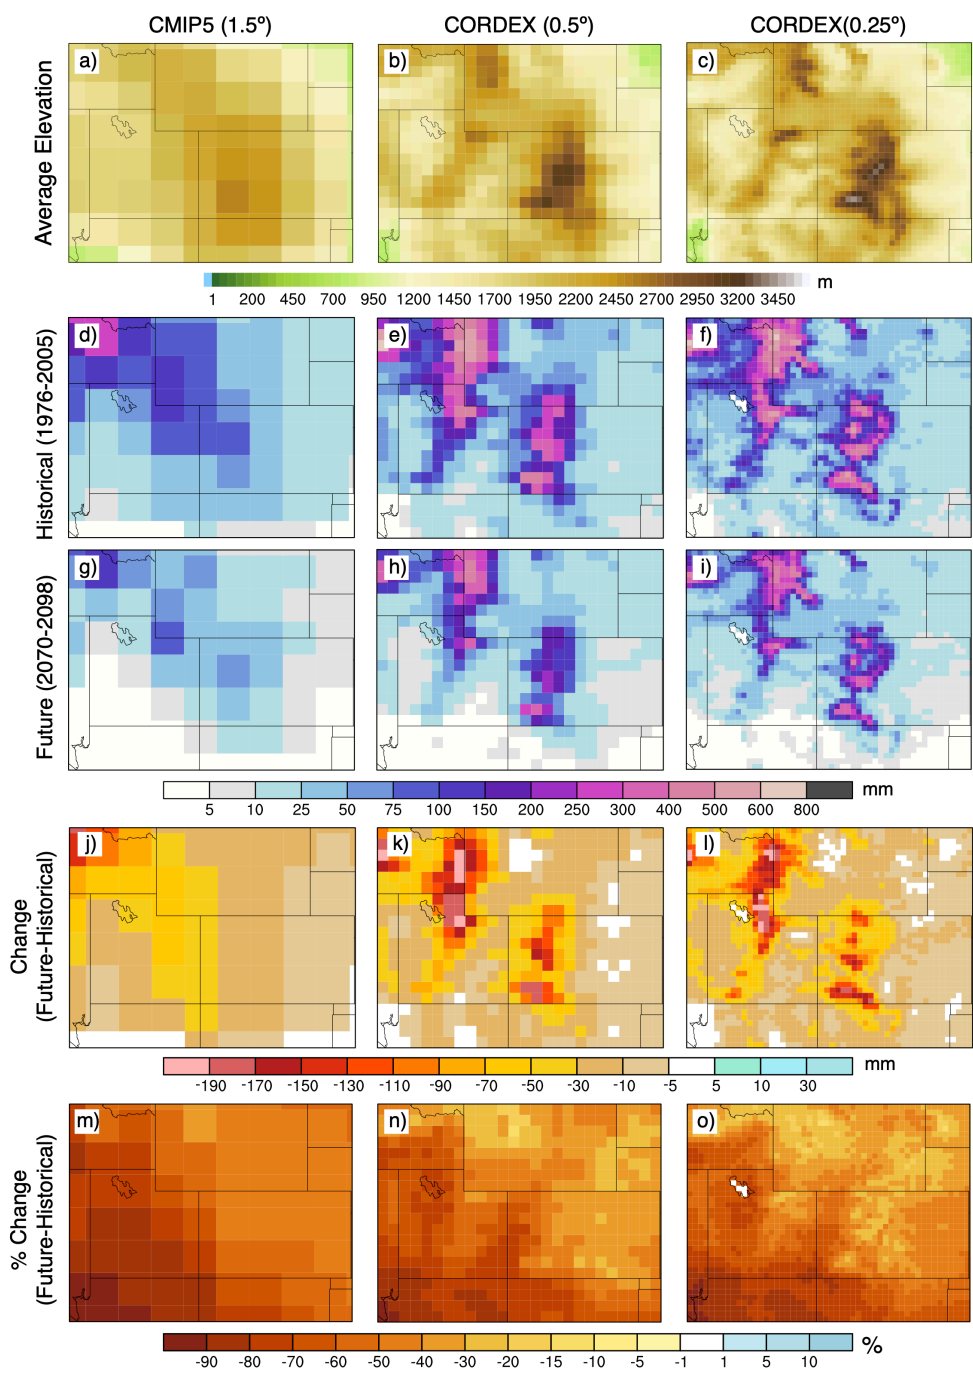 CMIP5 (1.5º) CORDEX (0.5º) CORDEX(0.25º)
Average Elevation
a) b) c)
m
1 200 450 700 950 1200 1450 1700 1950 2200 2450 2700 2950 3200 3450
Historical (1976-2005)
d) e) f)
Future (2070-2098)
g) h) i)
mm
5 10 25 50 75 100 150 200 250 300 400 500 600 800
Change
(Future-Historical)
j) k) l)
mm
-190 -170 -150 -130 -110 -90 -70 -50 -30 -10 -5 5 10 30
% Change
(Future-Historical)
m) n) o)
%
-90 -80 -70 -60 -50 -40 -30 -20 -15 -10 -5 -1 1 5 10